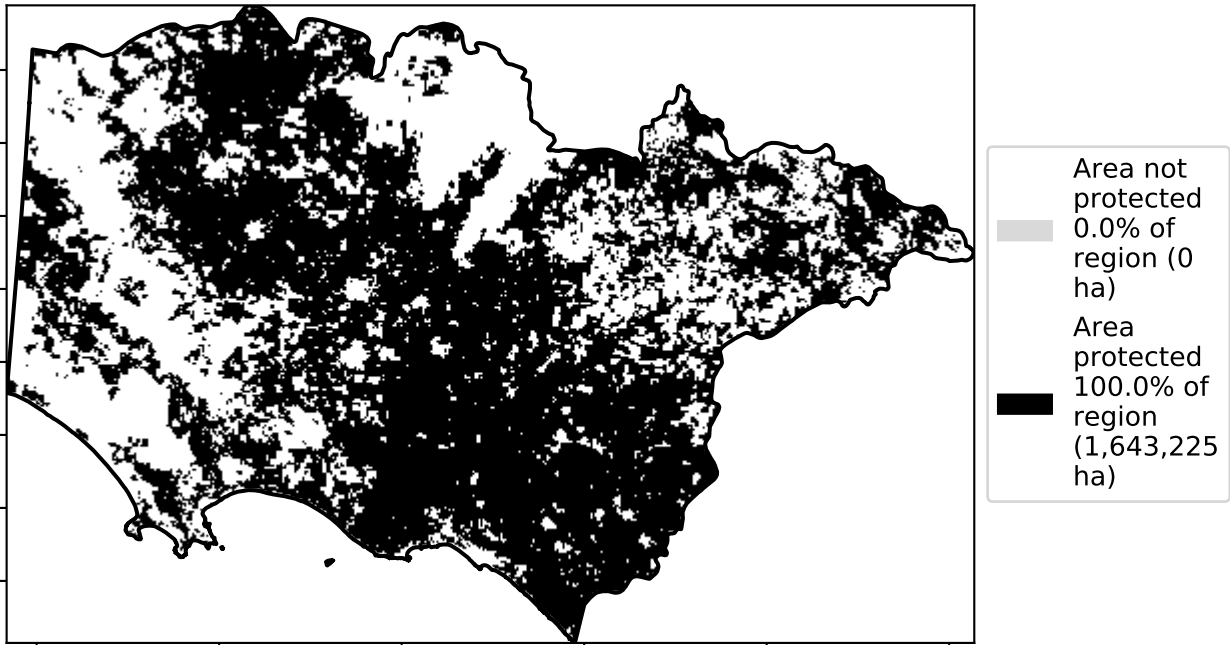 Area not
protected
0.0% of
region (0
ha)
Area
protected
100.0% of
region
(1,643,225
ha)